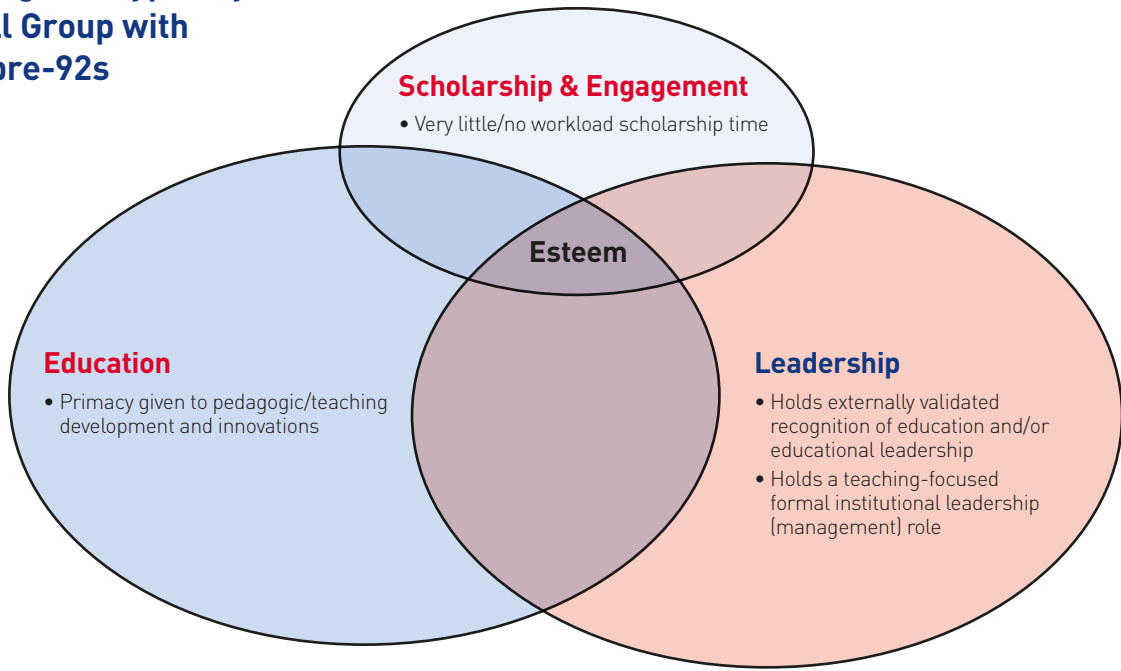 ll Group with
pre-92s
Scholarship & Engagement
• Very little/no workload scholarship time
Esteem
Education
• Primacy given to pedagogic/teaching
development and innovations
Leadership
• Holds externally validated
recognition of education and/or
educational leadership
• Holds a teaching-focused
formal institutional leadership
(management) role